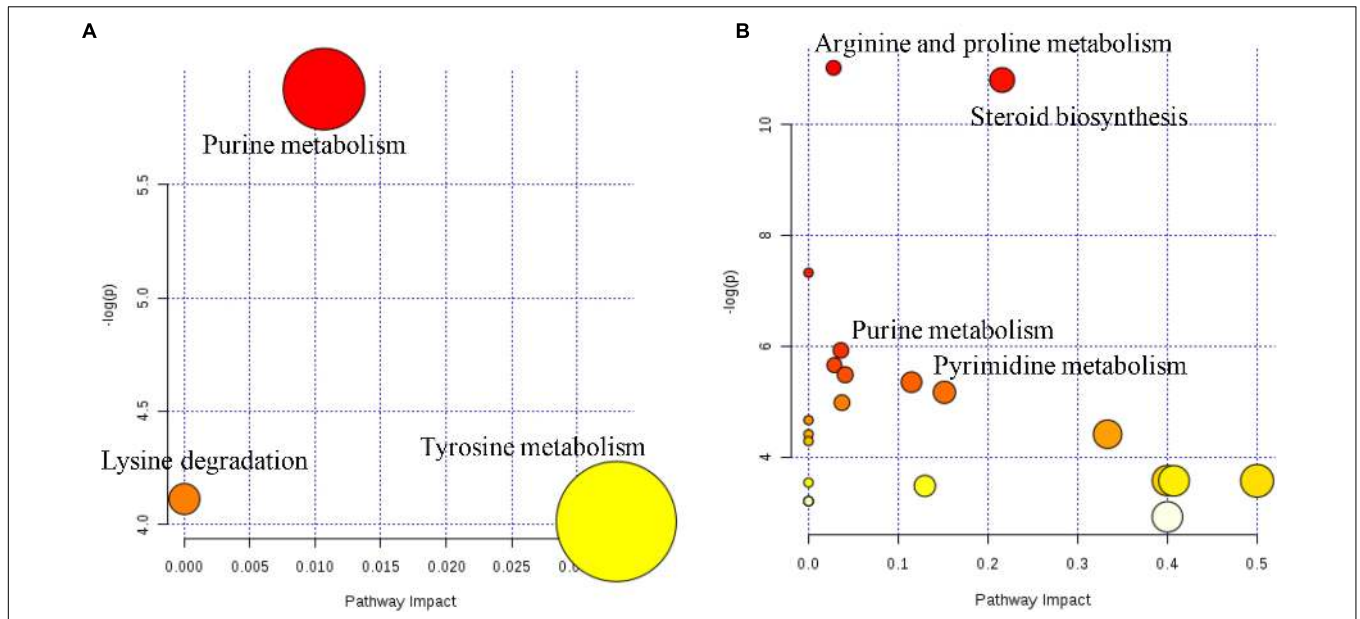 A
Purine metabolism
5.5
5.0
-log(p)
4.5
Lysine degradation
Tyrosine metabolism
4.0
0.000
0.005
0.010
0.015
0.020
0.025
0.0
Pathway Impact
B
Arginine and proline metabolism
Steroid biosynthesis
10
8
-log(p)
Purine metabolism
6
Pyrimidine metabolism
4
0.0
0.1
0.2
0.3
0.4
0.5
Pathway Impact